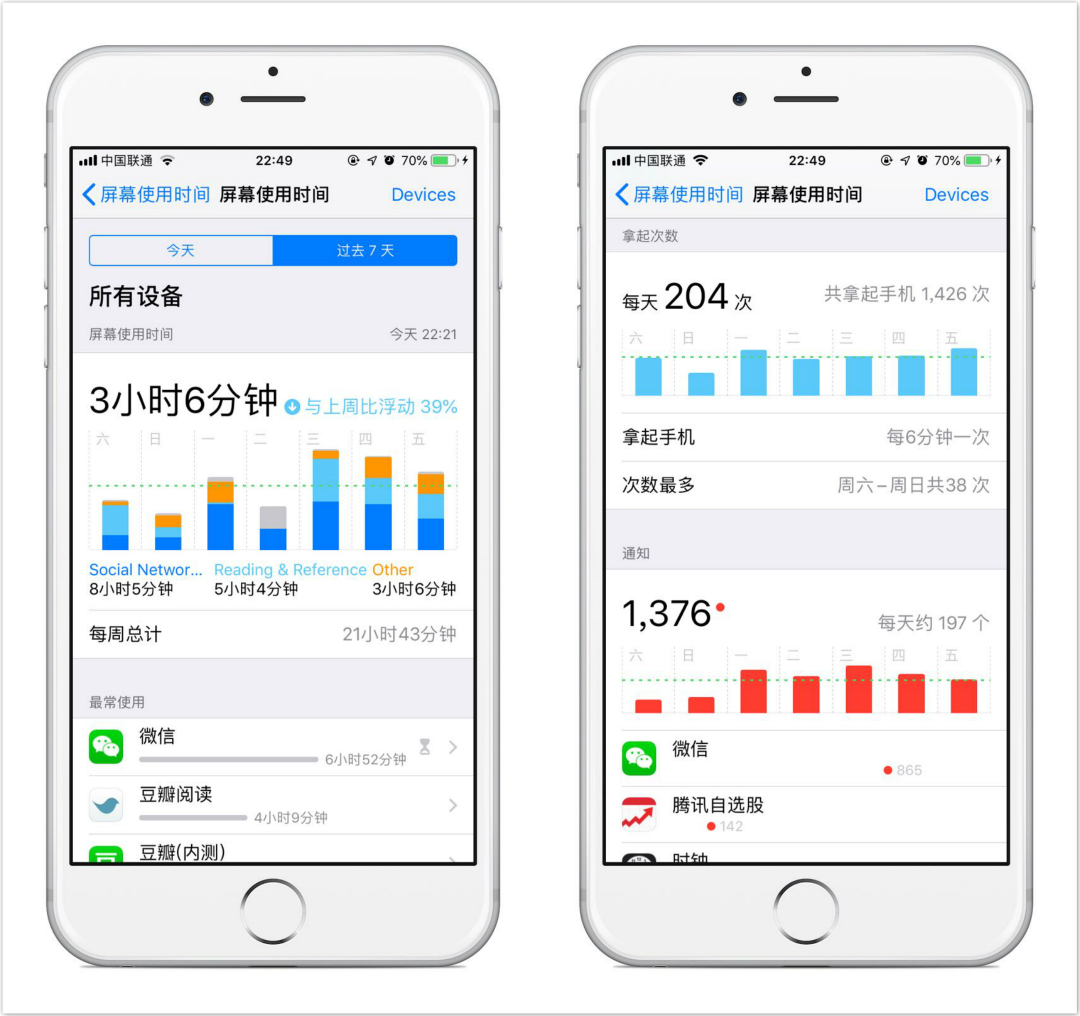 中国联通 22:49 70%
屏幕使用时间 屏幕使用时间 Devices
今天 过去 7 天
所有设备
屏幕使用时间 今天 22:21
3小时6分钟 与上周比浮动 39%
六 日 一 二 三 四 五
Social Networ... Reading & Reference Other
8小时5分钟 5小时4分钟 3小时6分钟
每周总计 21小时43分钟
最常使用
微信
6小时52分钟
豆瓣阅读
4小时9分钟
豆瓣(内测)
中国联通 22:49 70%
屏幕使用时间 屏幕使用时间 Devices
拿起次数
每天 204 次 共拿起手机 1,426 次
六 日 一 二 三 四 五
拿起手机 每6分钟一次
次数最多 周六 – 周日共38 次
通知
1,376 每天约 197 个
六 日 一 二 三 四 五
微信
865
腾讯自选股
142
时钟